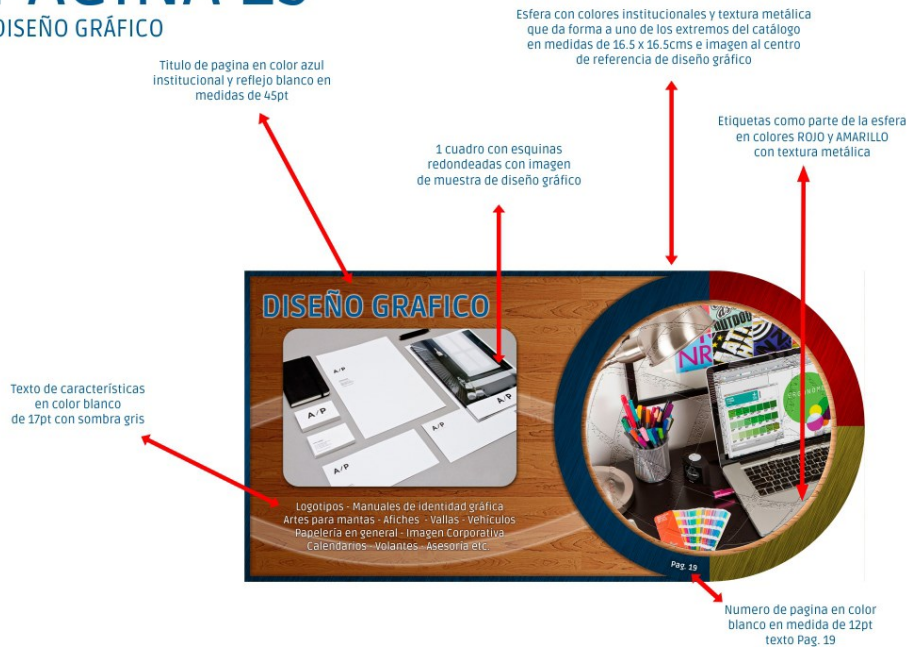 DISEÑO GRÁFICO
Esfera con colores institucionales y textura metálica
que da forma a uno de los extremos del catálogo
en medidas de 16.5 x 16.5cms e imagen al centro
de referencia de diseño gráfico
Titulo de pagina en color azul
institucional y reflejo blanco en
medidas de 45pt
Etiquetas como parte de la esfera
en colores ROJO y AMARILLO
con textura metálica
1 cuadro con esquinas
redondeadas con imagen
de muestra de diseño gráfico
DISEÑO GRAFICO
A/P
A/P
A/P
A/P
A/P
Texto de características
en color blanco
de 17pt con sombra gris
Logotipos - Manuales de identidad gráfica
Artes para mantas - Afiches - Vallas - Vehículos
Papelería en general - Imagen Corporativa
Calendarios - Volantes - Asesoría etc.
Pag. 19
Numero de pagina en color
blanco en medida de 12pt
texto Pag. 19